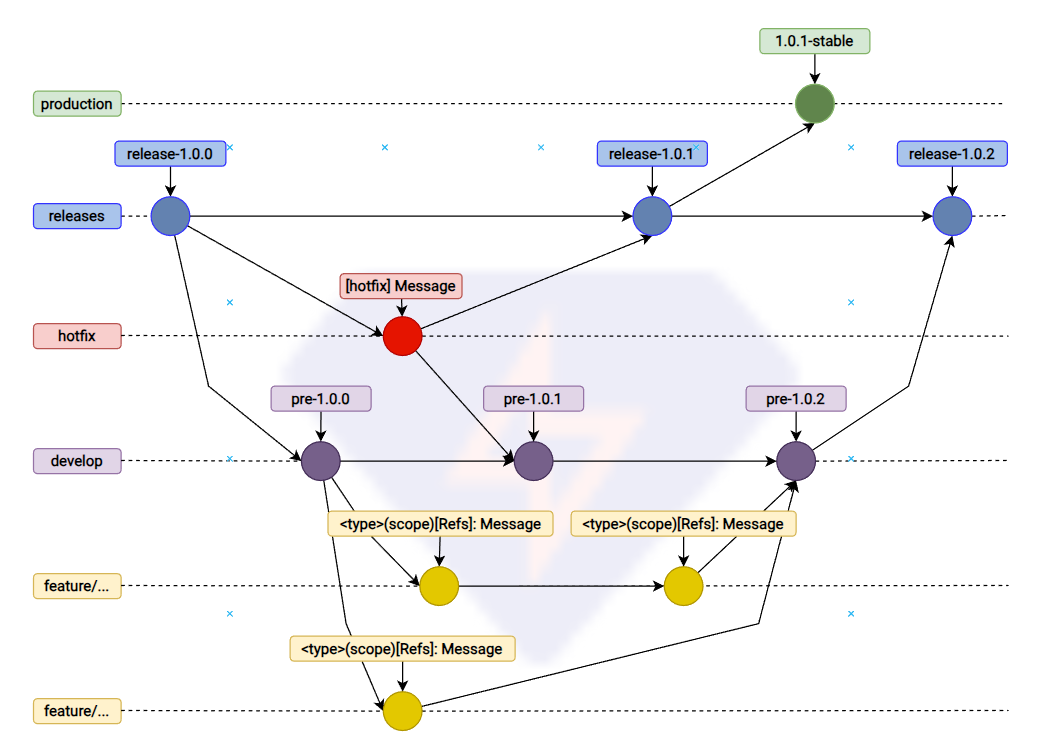 1.0.1-stable
production
release-1.0.0
release-1.0.1
release-1.0.2
releases
[hotfix] Message
hotfix
pre-1.0.0
pre-1.0.1
pre-1.0.2
develop
<type>(scope)[Refs]: Message
<type>(scope)[Refs]: Message
feature/...
<type>(scope)[Refs]: Message
feature/...